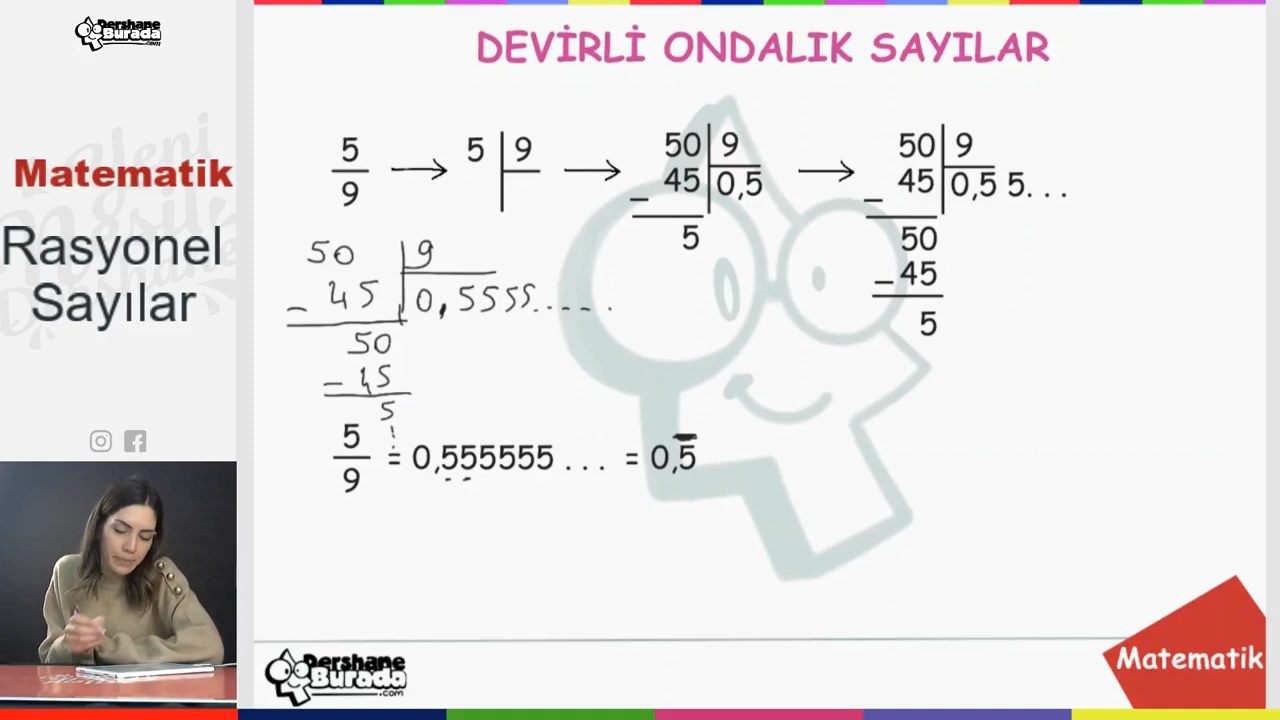 Dershane
Burada
.com
Matematik
Rasyonel
Sayılar
DEVİRLİ ONDALIK SAYILAR
5
9
5 9
50 9
- 45 0,5
5
50 9
- 45 0,5 5...
50
- 45
5
50 9
- 45 0,5555.....
50
- 45
5
5
9
= 0,555555 ... = 0,5̅
Dershane
Burada
.com
Matematik